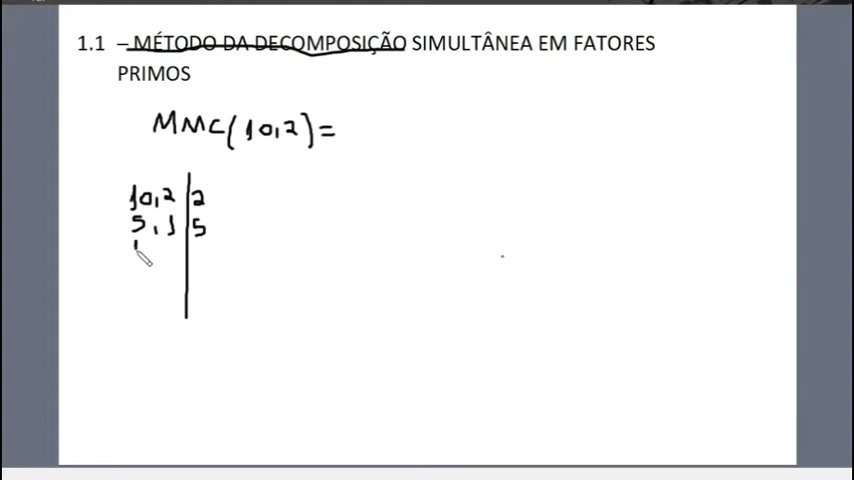 1.1 – MÉTODO DA DECOMPOSIÇÃO SIMULTÂNEA EM FATORES
PRIMOS
MMC(10,2)=
10,2 | 2
5,1 | 5
1